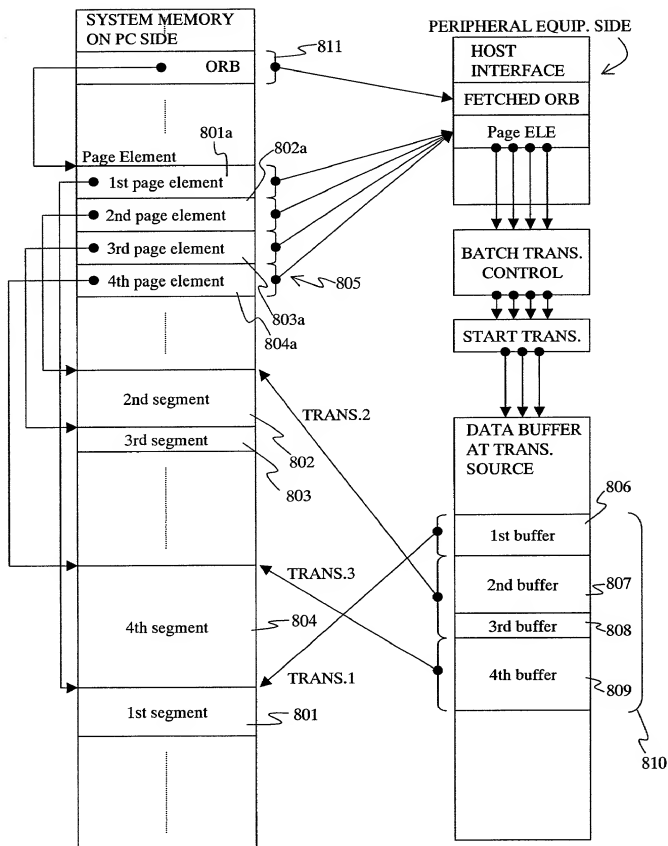 SYSTEM MEMORY
ON PC SIDE
ORB
811
Page Element
801a
802a
1st page element
2nd page element
3rd page element
4th page element
805
803a
804a
2nd segment
802
3rd segment
803
4th segment
804
1st segment
801
TRANS.2
TRANS.3
TRANS.1
PERIPHERAL EQUIP. SIDE
HOST
INTERFACE
FETCHED ORB
Page ELE
BATCH TRANS.
CONTROL
START TRANS.
DATA BUFFER
AT TRANS.
SOURCE
806
1st buffer
2nd buffer
807
3rd buffer
808
4th buffer
809
810